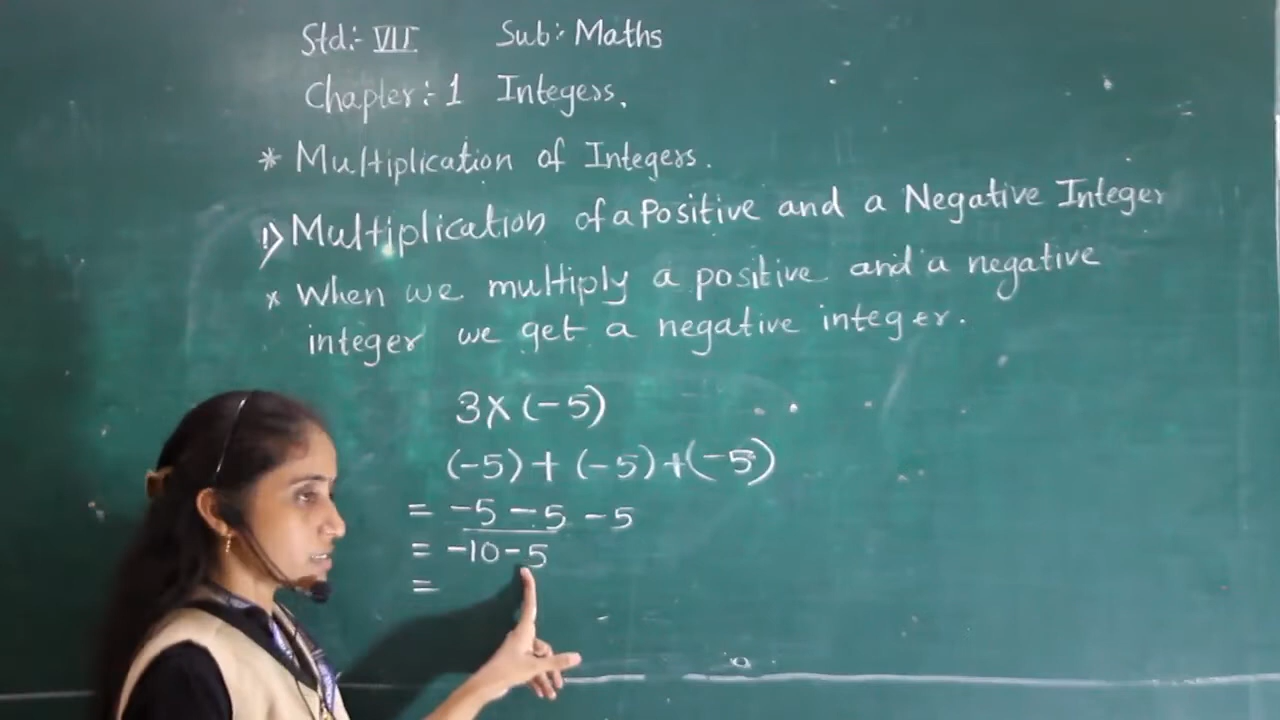 Std:- VII Sub:- Maths
Chapter:- 1 Integers.
* Multiplication of Integers.
1) Multiplication of a Positive and a Negative Integer
* When we multiply a positive and a negative
integer we get a negative integer.
3 x (-5)
(-5) + (-5) + (-5)
= -5 - 5 - 5
= -10 - 5
=